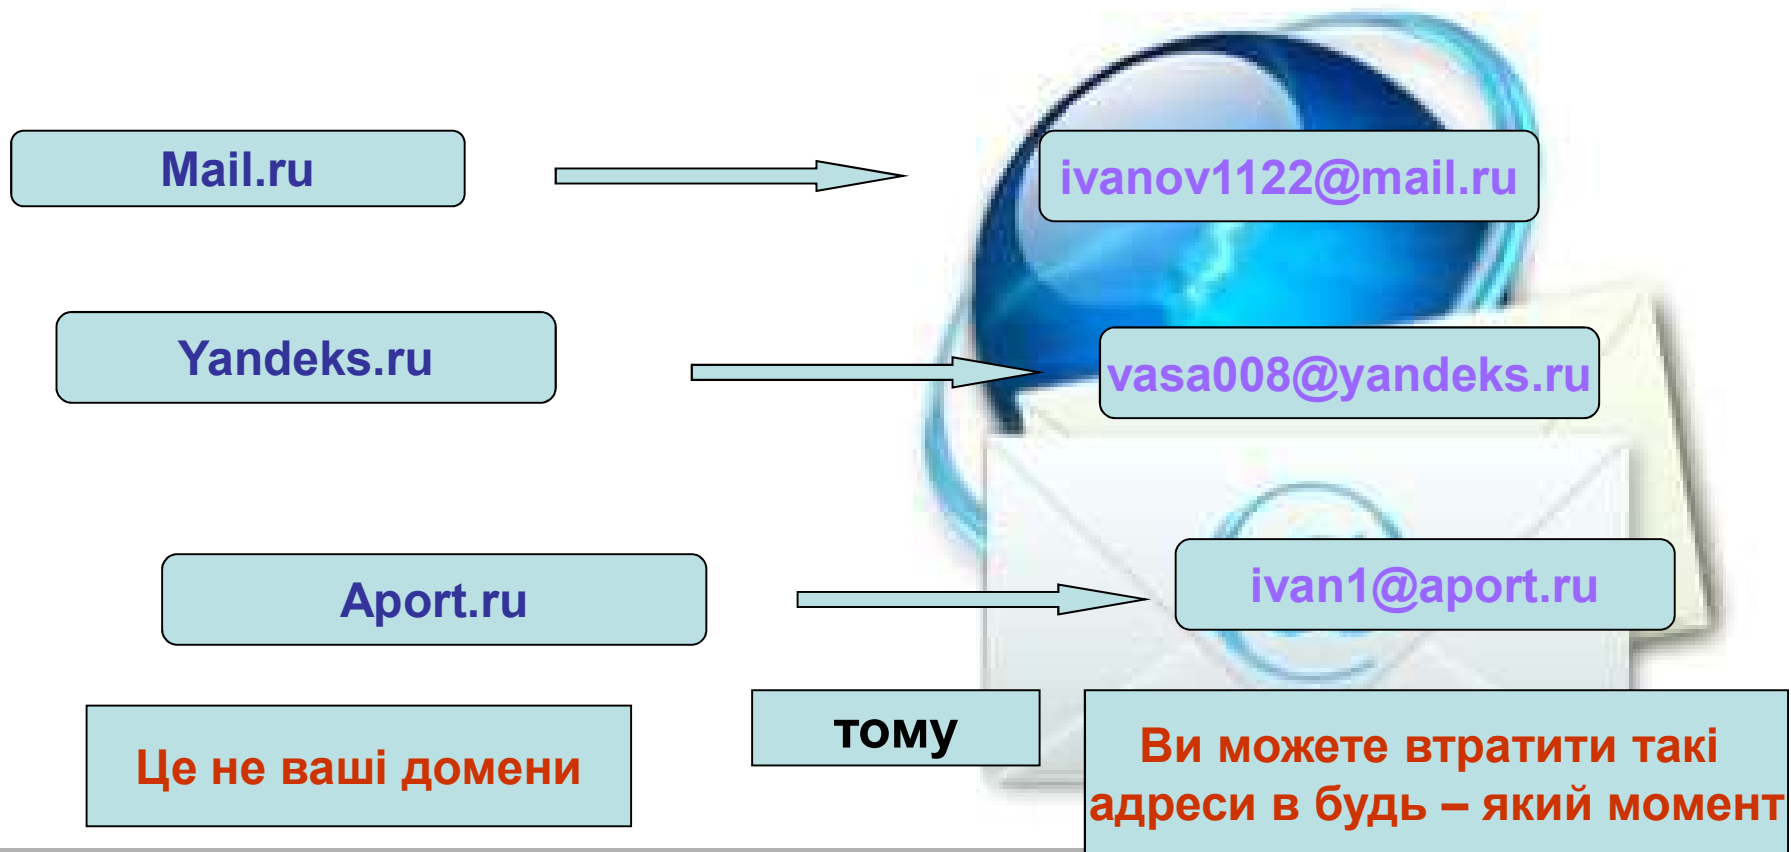 Mail.ru
ivanov1122@mail.ru
Yandeks.ru
vasa008@yandeks.ru
Aport.ru
ivan1@aport.ru
Це не ваші домени
тому
Ви можете втратити такі
адреси в будь – який момент